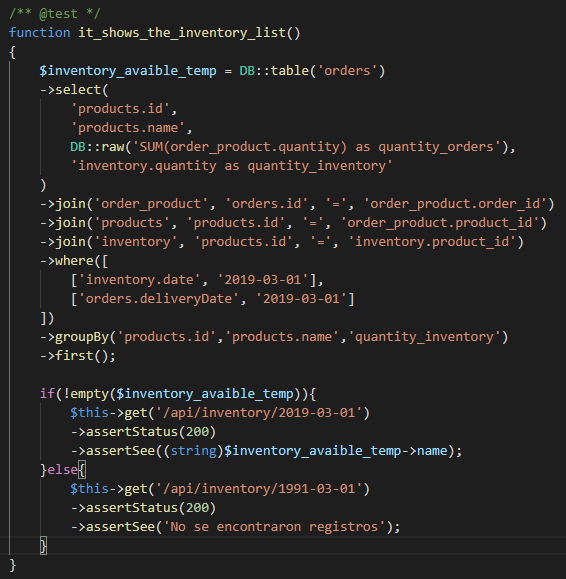 /** @test */
function it_shows_the_inventory_list()
{
    $inventory_avaible_temp = DB::table('orders')
    ->select(
        'products.id',
        'products.name',
        DB::raw('SUM(order_product.quantity) as quantity_orders'),
        'inventory.quantity as quantity_inventory'
    )
    ->join('order_product', 'orders.id', '=', 'order_product.order_id')
    ->join('products', 'products.id', '=', 'order_product.product_id')
    ->join('inventory', 'products.id', '=', 'inventory.product_id')
    ->where([
        ['inventory.date', '2019-03-01'],
        ['orders.deliveryDate', '2019-03-01']
    ])
    ->groupBy('products.id','products.name','quantity_inventory')
    ->first();

    if(!empty($inventory_avaible_temp)){
        $this->get('/api/inventory/2019-03-01')
        ->assertStatus(200)
        ->assertSee((string)$inventory_avaible_temp->name);
    }else{
        $this->get('/api/inventory/1991-03-01')
        ->assertStatus(200)
        ->assertSee('No se encontraron registros');
    }
}